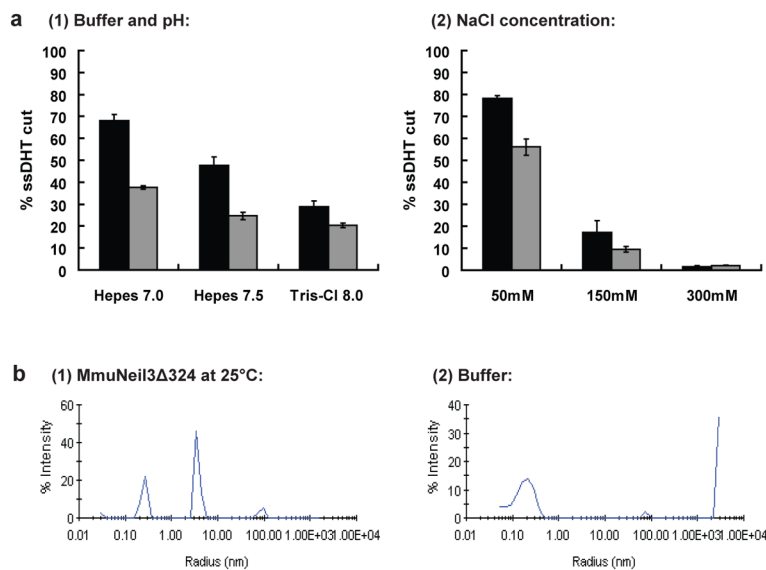 a (1) Buffer and pH:
% ssDHT cut
100
90
80
70
60
50
40
30
20
10
0
Hepes 7.0 Hepes 7.5 Tris-Cl 8.0
(2) NaCl concentration:
% ssDHT cut
100
90
80
70
60
50
40
30
20
10
0
50mM 150mM 300mM
b (1) MmuNeil3Δ324 at 25°C:
% Intensity
60
40
20
0
0.01 0.10 1.00 10.00 100.00 1.00E+03 1.00E+04
Radius (nm)
(2) Buffer:
% Intensity
40
30
20
10
0
0.01 0.10 1.00 10.00 100.00 1.00E+03 1.00E+04
Radius (nm)